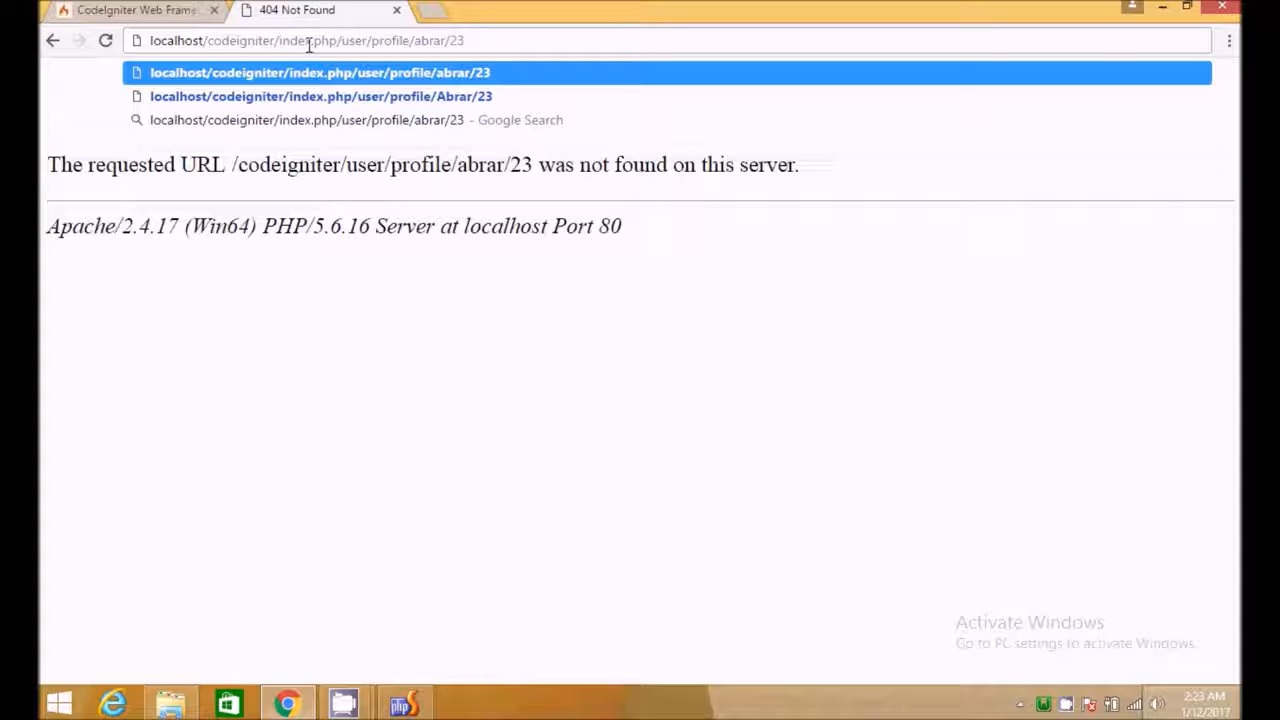 CodeIgniter Web Frame
404 Not Found
localhost/codeigniter/index.php/user/profile/abrar/23
localhost/codeigniter/index.php/user/profile/abrar/23
localhost/codeigniter/index.php/user/profile/Abrar/23
localhost/codeigniter/index.php/user/profile/abrar/23 - Google Search
The requested URL /codeigniter/user/profile/abrar/23 was not found on this server.
Apache/2.4.17 (Win64) PHP/5.6.16 Server at localhost Port 80
Activate Windows
Go to PC settings to activate Windows.
php
2:23 AM
1/12/2017